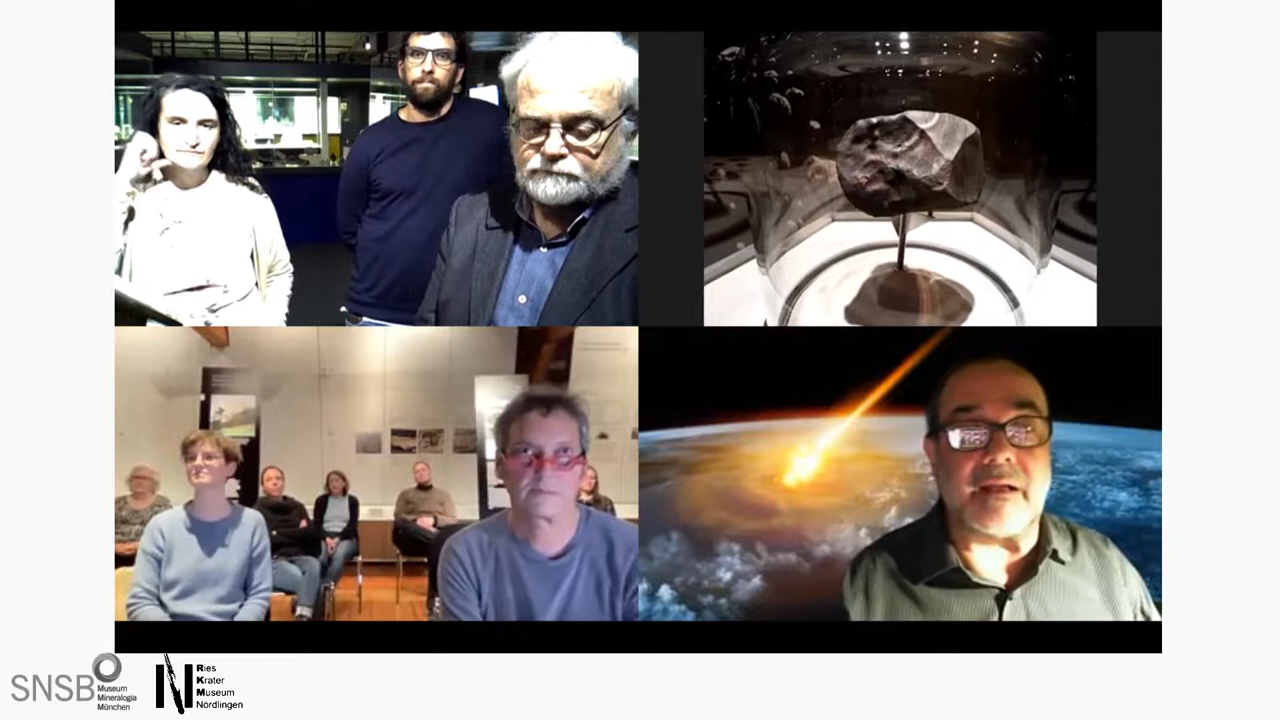 SNSB
Museum
Mineralogia
München
Ries
Krater
Museum
Nördlingen